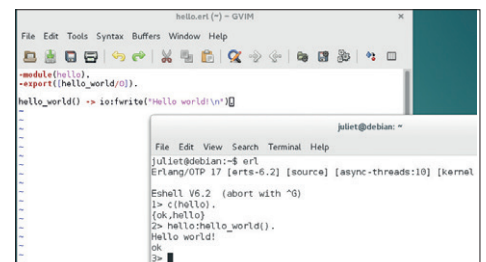 hello.erl (~) - GVIM
File Edit Tools Syntax Buffers Window Help
-module(hello).
-export([hello_world/0]).
hello_world() -> io:fwrite("Hello world!\n")
juliet@debian: ~
File Edit View Search Terminal Help
juliet@debian:~$ erl
Erlang/OTP 17 [erts-6.2] [source] [async-threads:10] [kernel
Eshell V6.2 (abort with ^G)
1> c(hello).
{ok,hello}
2> hello:hello_world().
Hello world!
ok
3>